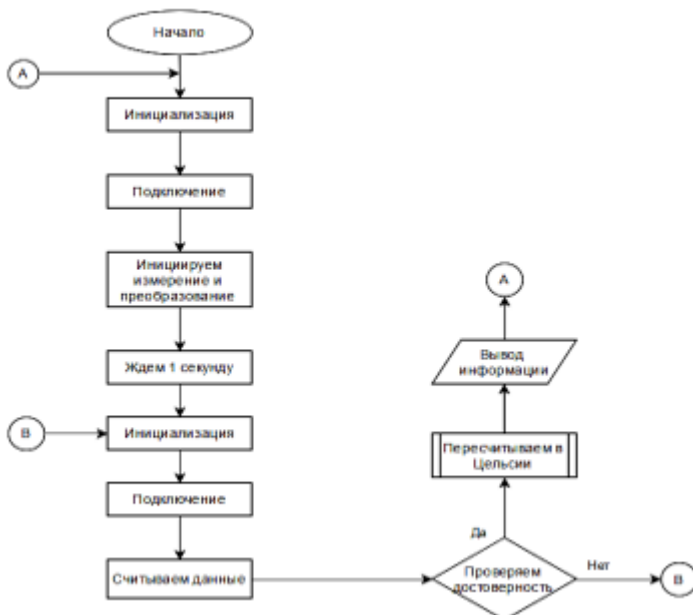 Начало
А
Инициализация
Подключение
Инициируем
измерение и
преобразование
Ждем 1 секунду
В
Инициализация
Подключение
Считываем данные
А
Вывод
информации
Пересчитываем в
Цельсии
Да
Проверяем
достоверность
Нет
В